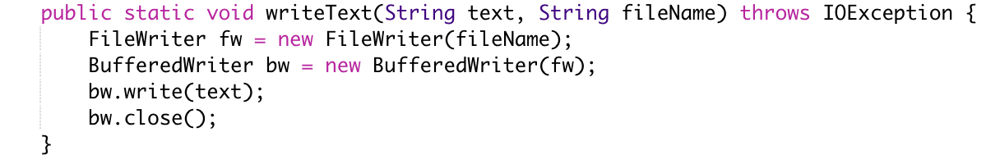 public static void writeText(String text, String fileName) throws IOException {
    FileWriter fw = new FileWriter(fileName);
    BufferedWriter bw = new BufferedWriter(fw);
    bw.write(text);
    bw.close();
}